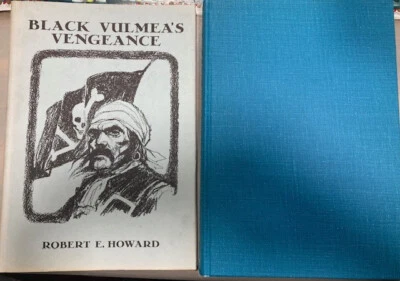 BLACK VULMEA'S
VENGEANCE
ROBERT E. HOWARD